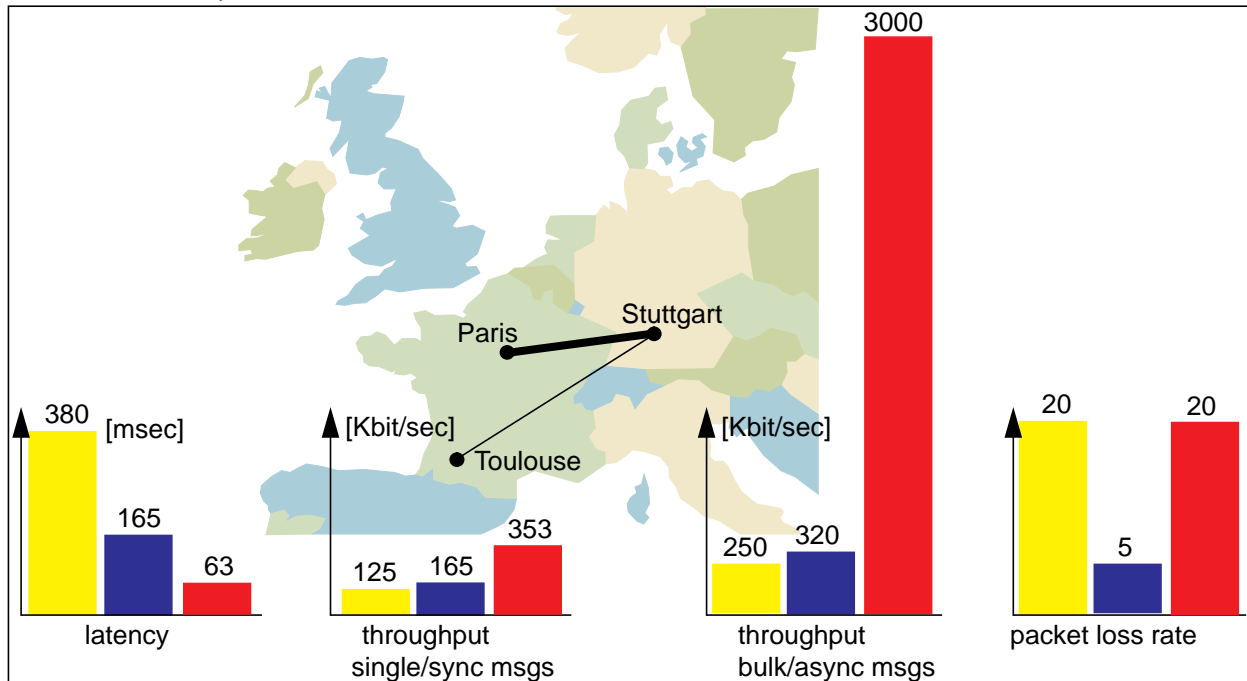 3000
Stuttgart
Paris
Toulouse
380
[msec]
165
63
latency
[Kbit/sec]
125
165
353
throughput
single/sync msgs
[Kbit/sec]
250
320
throughput
bulk/async msgs
20
5
20
packet loss rate